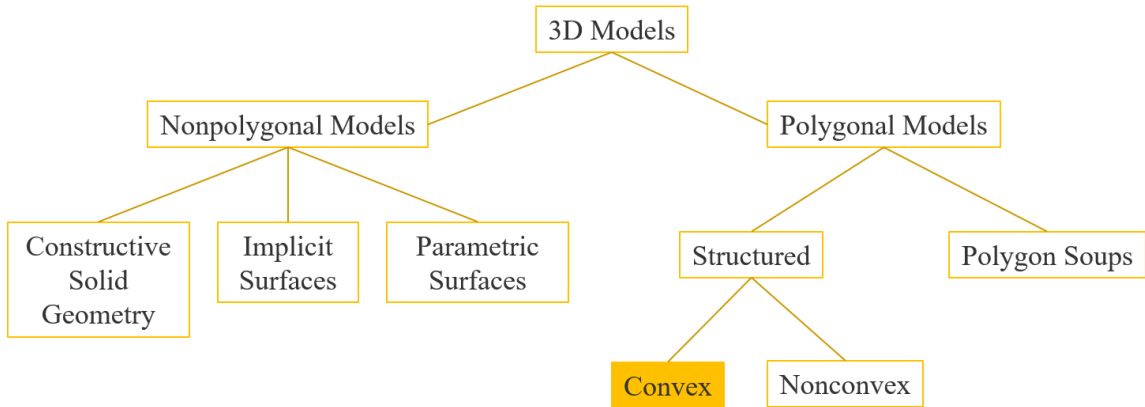 3D Models
Nonpolygonal Models
Polygonal Models
Constructive
Solid
Geometry
Implicit
Surfaces
Parametric
Surfaces
Structured
Polygon Soups
Convex
Nonconvex